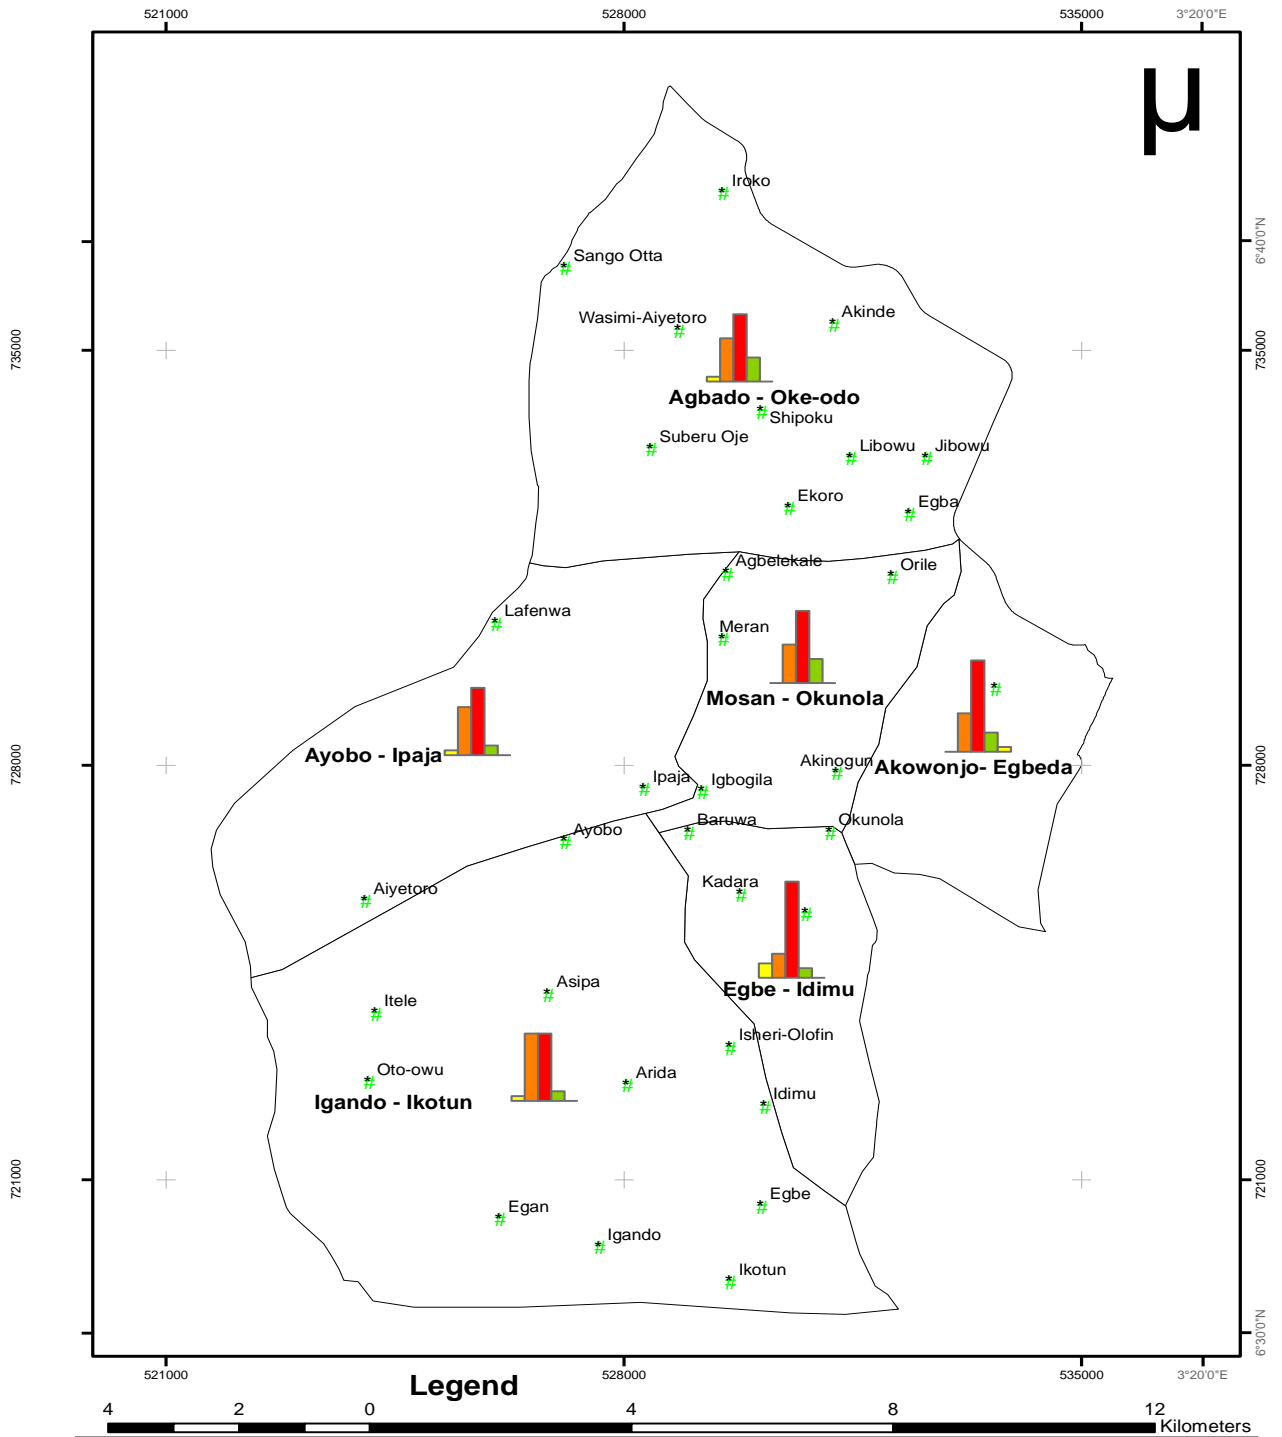 521000 528000 535000 3°20'0"E
µ
Iroko
6°40'0"N
Sango Otta
Wasimi-Aiyetoro Akinde
735000 735000
Agbado - Oke-odo
Shipoku
Suberu Oje Libowu Jibowu
Ekoro Egba
Agbelekale Orile
Lafenwa
Meran
Mosan - Okunola
Ayobo - Ipaja
728000 Akinogun Akowonjo- Egbeda 728000
Ipaja Igbogila
Ayobo Baruwa Okunola
Aiyetoro Kadara
Asipa Egbe - Idimu
Itele
Isheri-Olofin
Oto-owu Arida
Igando - Ikotun Idimu
721000 721000
Egan Egbe
Igando
Ikotun
6°30'0"N
521000 528000 535000 3°20'0"E
Legend
4 2 0 4 8 12
Kilometers